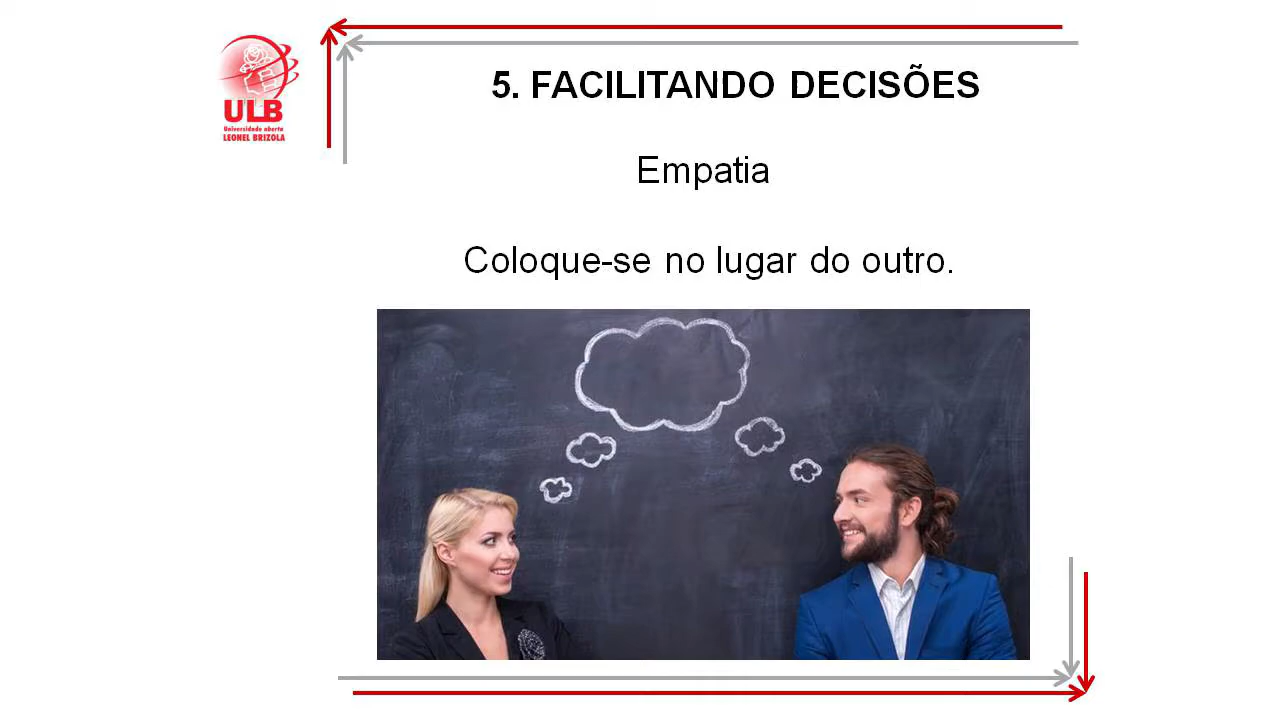 ULB
Universidade aberta
LEONEL BRIZOLA
5. FACILITANDO DECISÕES
Empatia
Coloque-se no lugar do outro.